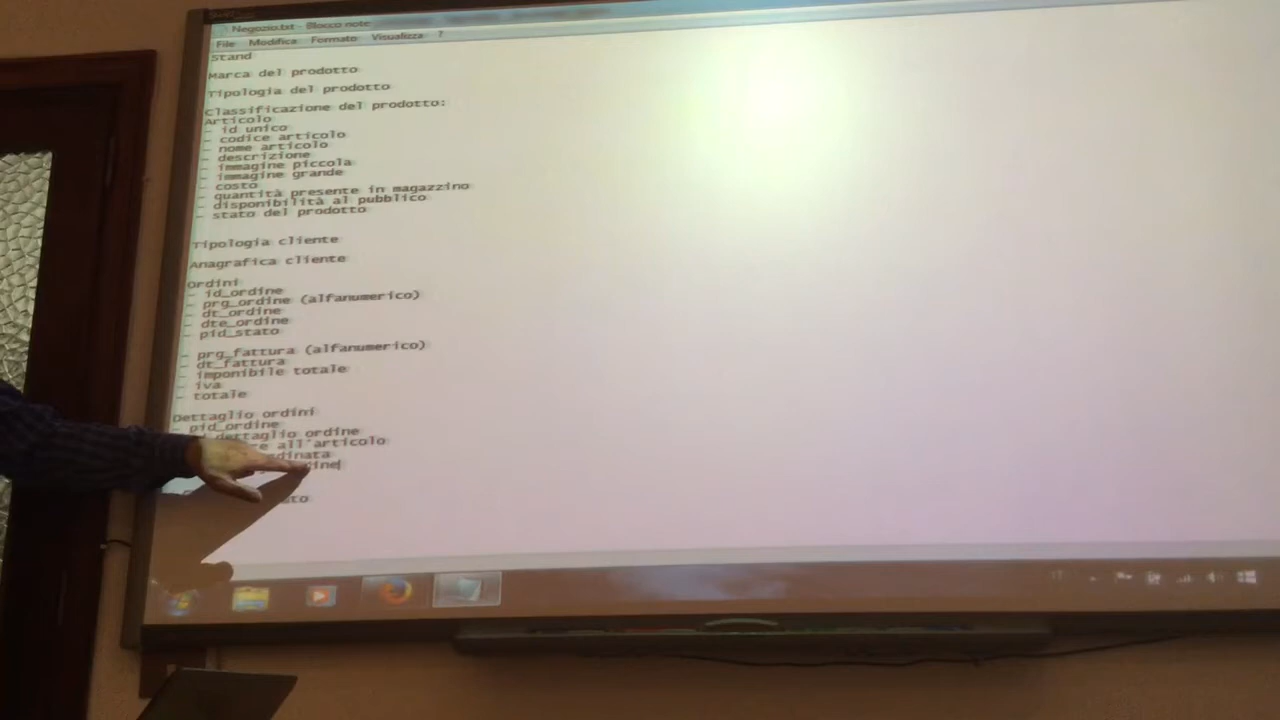 Negozio.txt - Blocco note
File Modifica Formato Visualizza ?
Stand
Marca del prodotto
Tipologia del prodotto
Classificazione del prodotto:
Articolo
- id unico
- codice articolo
- nome articolo
- descrizione
- immagine piccola
- immagine grande
- costo
- quantità presente in magazzino
- disponibilità al pubblico
- stato del prodotto
Tipologia cliente
Anagrafica cliente
Ordini
- id_ordine
- prg_ordine (alfanumerico)
- dt_ordine
- dte_ordine
- pid_stato
- prg_fattura (alfanumerico)
- dt_fattura
- imponibile totale
- iva
- totale
Dettaglio ordini
- pid_ordine
dettaglio ordine
all'articolo